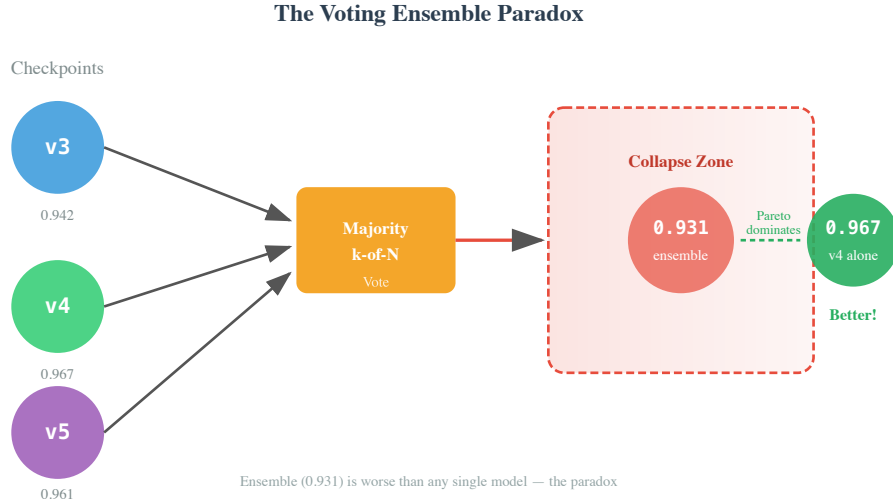 The Voting Ensemble Paradox
Checkpoints
v3
0.942
v4
0.967
v5
0.961
Majority
k-of-N
Vote
Collapse Zone
0.931
ensemble
Pareto
dominates
0.967
v4 alone
Better!
Ensemble (0.931) is worse than any single model — the paradox